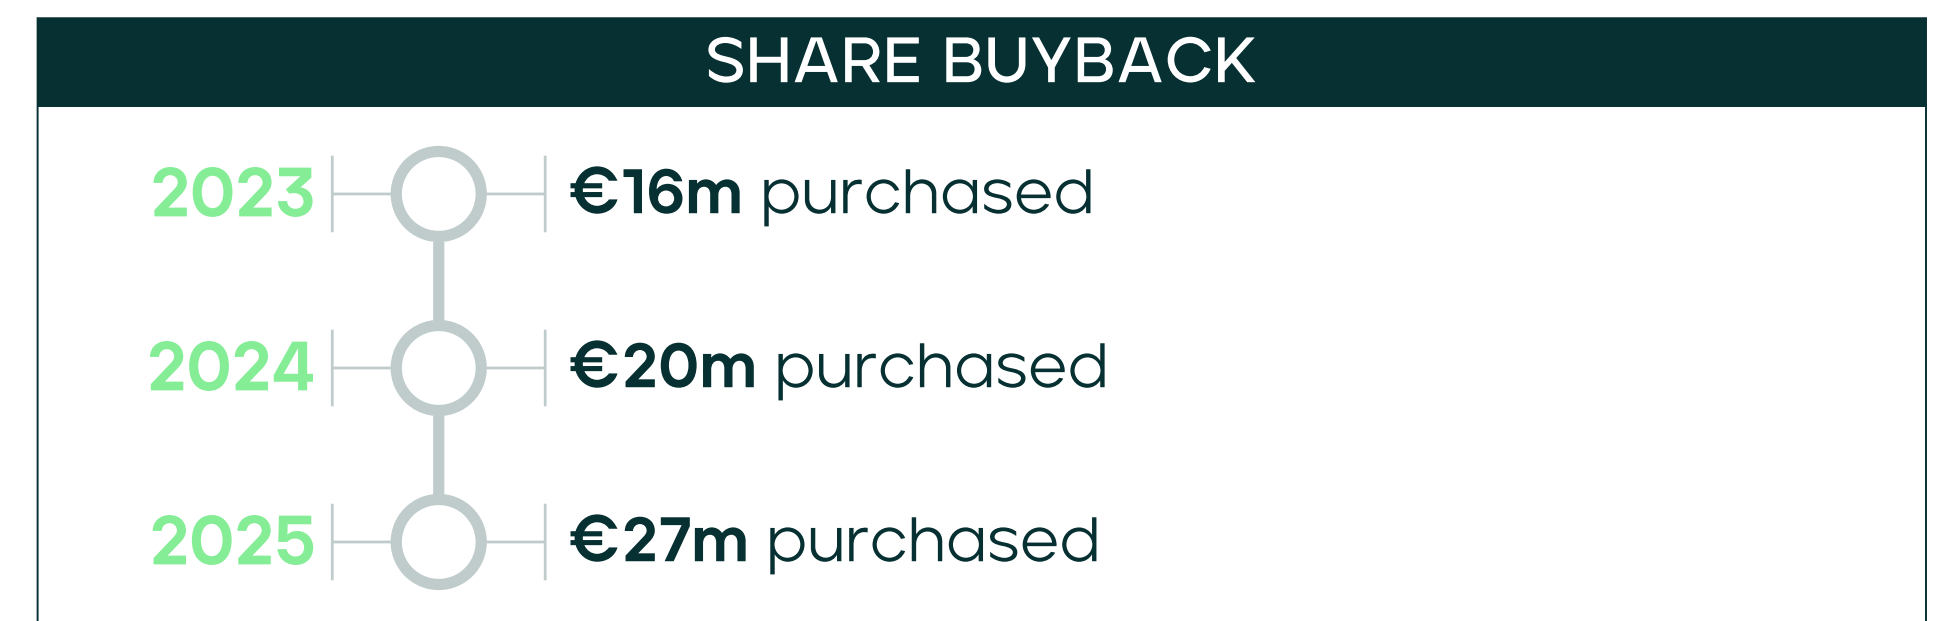 SHARE BUYBACK
2023 €16m purchased
2024 €20m purchased
2025 €27m purchased